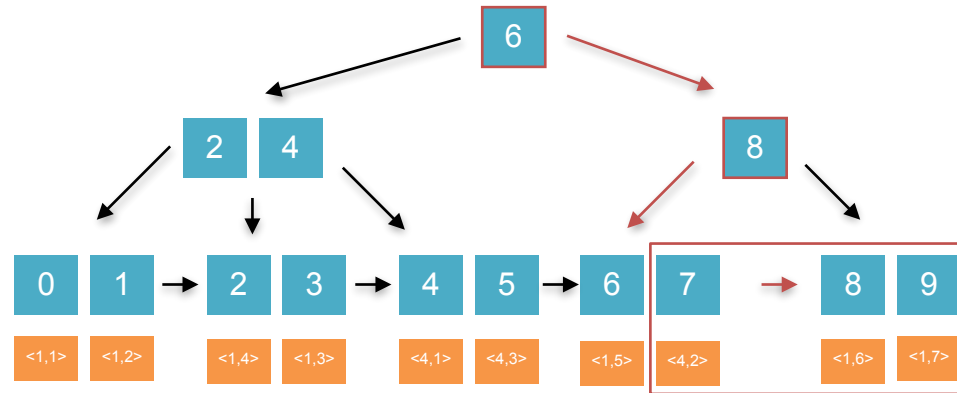 6
2 4 8
0 1 2 3 4 5 6 7 8 9
<1,1> <1,2> <1,4> <1,3> <4,1> <4,3> <1,5> <4,2> <1,6> <1,7>